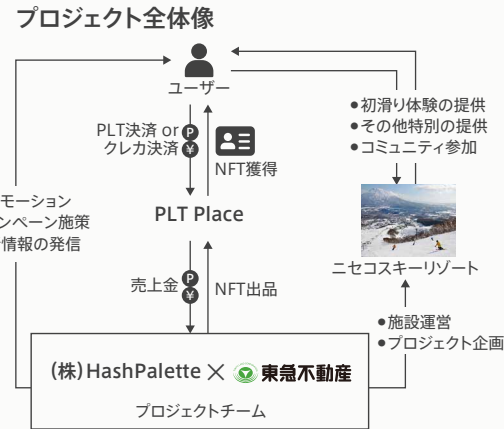 プロジェクト全体像
ユーザー
PLT決済 or
クレカ決済
P
¥
NFT獲得
●初滑り体験の提供
●その他特別の提供
●コミュニティ参加
モーション
ンペーン施策
情報の発信
PLT Place
ニセコスキーリゾート
売上金
P
¥
NFT出品
●施設運営
●プロジェクト企画
(株)HashPalette × 東急不動産
プロジェクトチーム